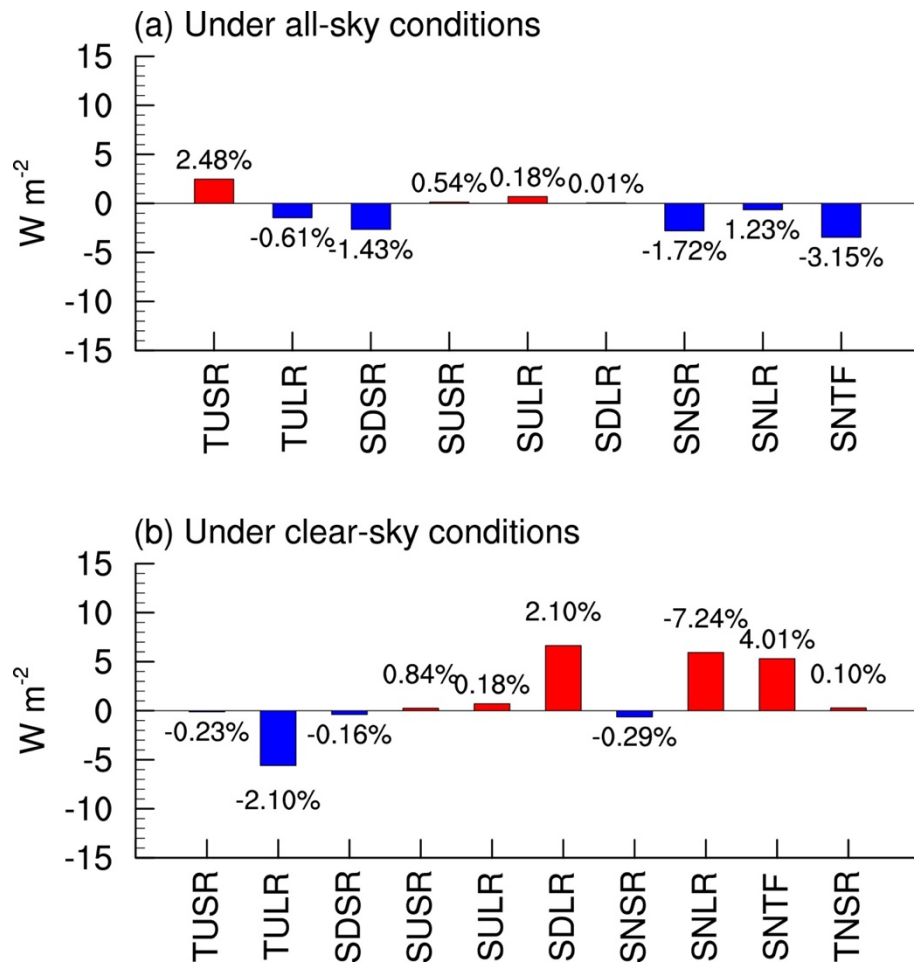 (a) Under all-sky conditions
15
10
5
0
-5
-10
-15
W m-2
2.48%
-0.61%
-1.43%
0.54%
0.18%
0.01%
-1.72%
1.23%
-3.15%
TUSR
TULR
SDSR
SUSR
SULR
SDLR
SNSR
SNLR
SNTF
(b) Under clear-sky conditions
15
10
5
0
-5
-10
-15
W m-2
-0.23%
-2.10%
-0.16%
0.84%
0.18%
2.10%
-0.29%
-7.24%
4.01%
0.10%
TUSR
TULR
SDSR
SUSR
SULR
SDLR
SNSR
SNLR
SNTF
TNSR